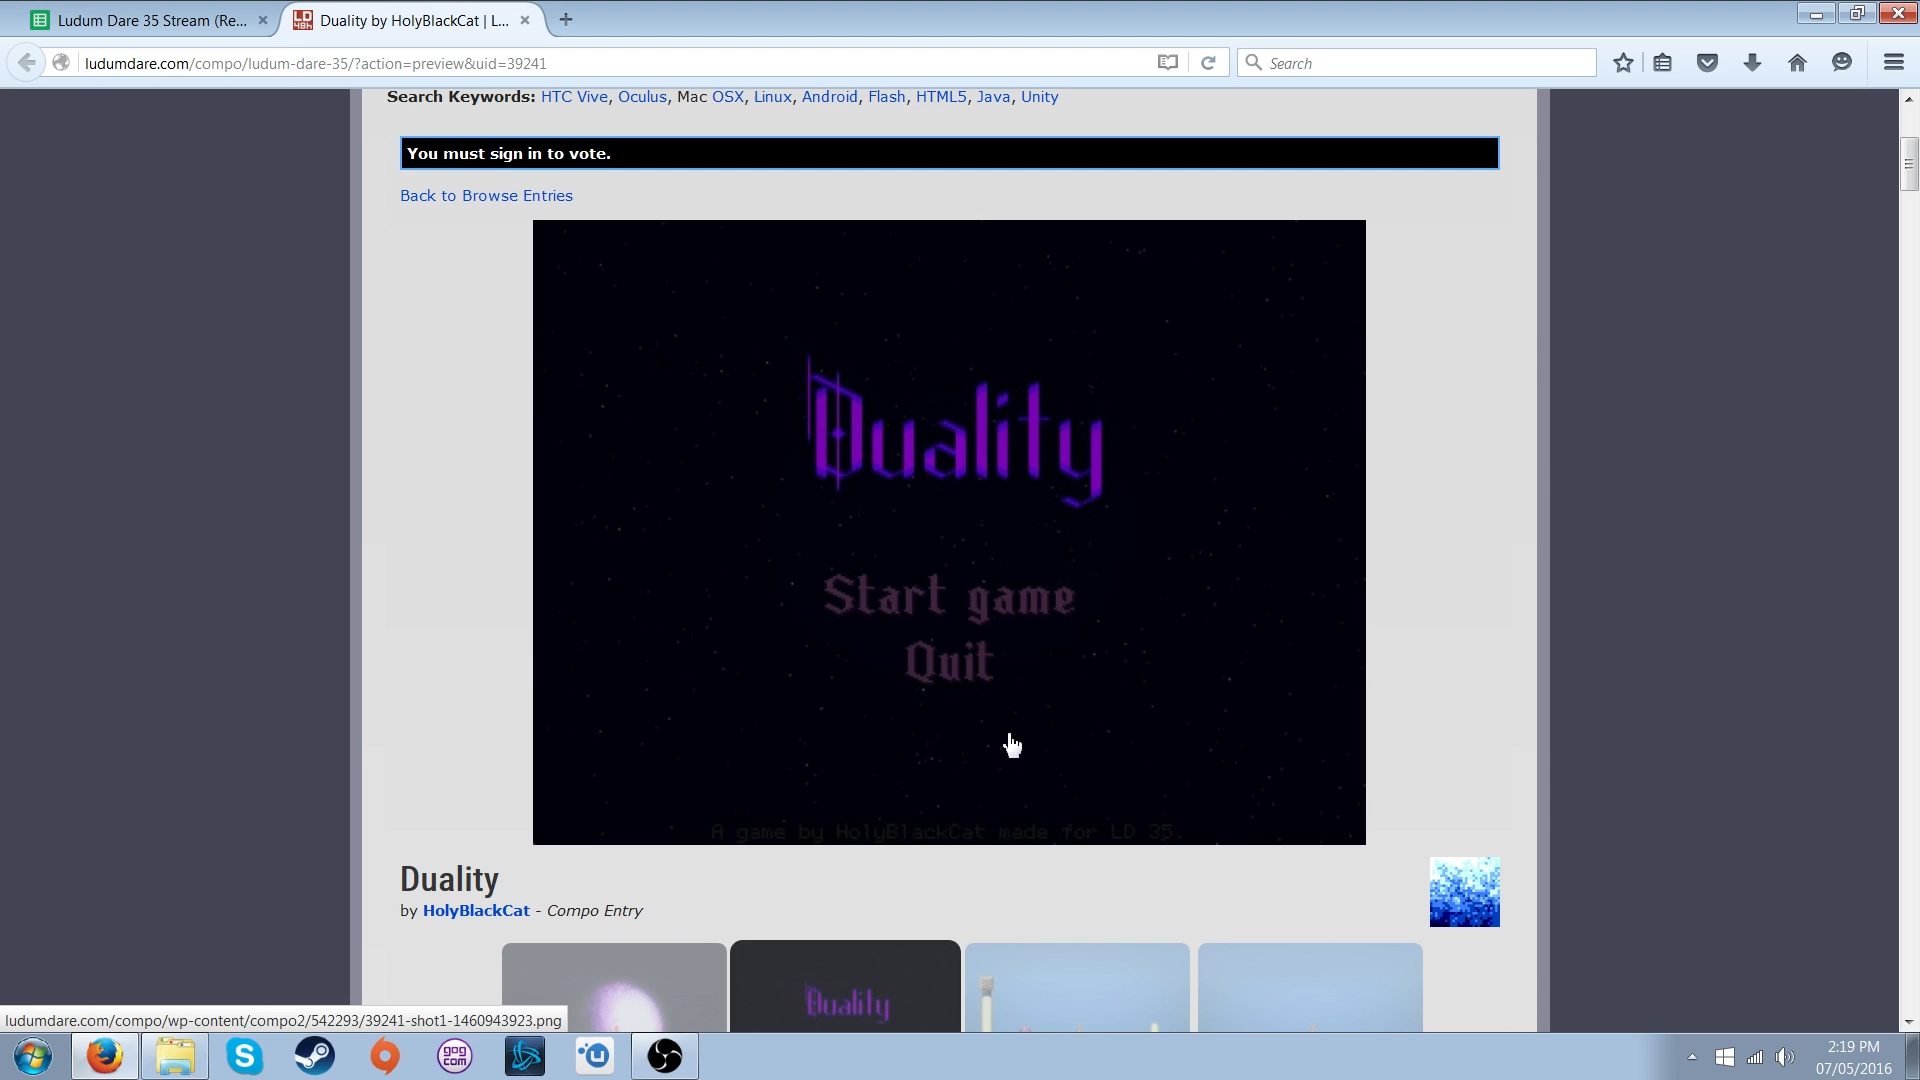 Ludum Dare 35 Stream (Re...
Duality by HolyBlackCat | L...
ludumdare.com/compo/ludum-dare-35/?action=preview&uid=39241
Search
Search Keywords: HTC Vive, Oculus, Mac OSX, Linux, Android, Flash, HTML5, Java, Unity
You must sign in to vote.
Back to Browse Entries
Duality
Start game
Quit
A game by HolyBlackCat made for LD 35.
Duality
by HolyBlackCat - Compo Entry
Duality
ludumdare.com/compo/wp-content/compo2/542293/39241-shot1-1460943923.png
gog
com
2:19 PM
07/05/2016